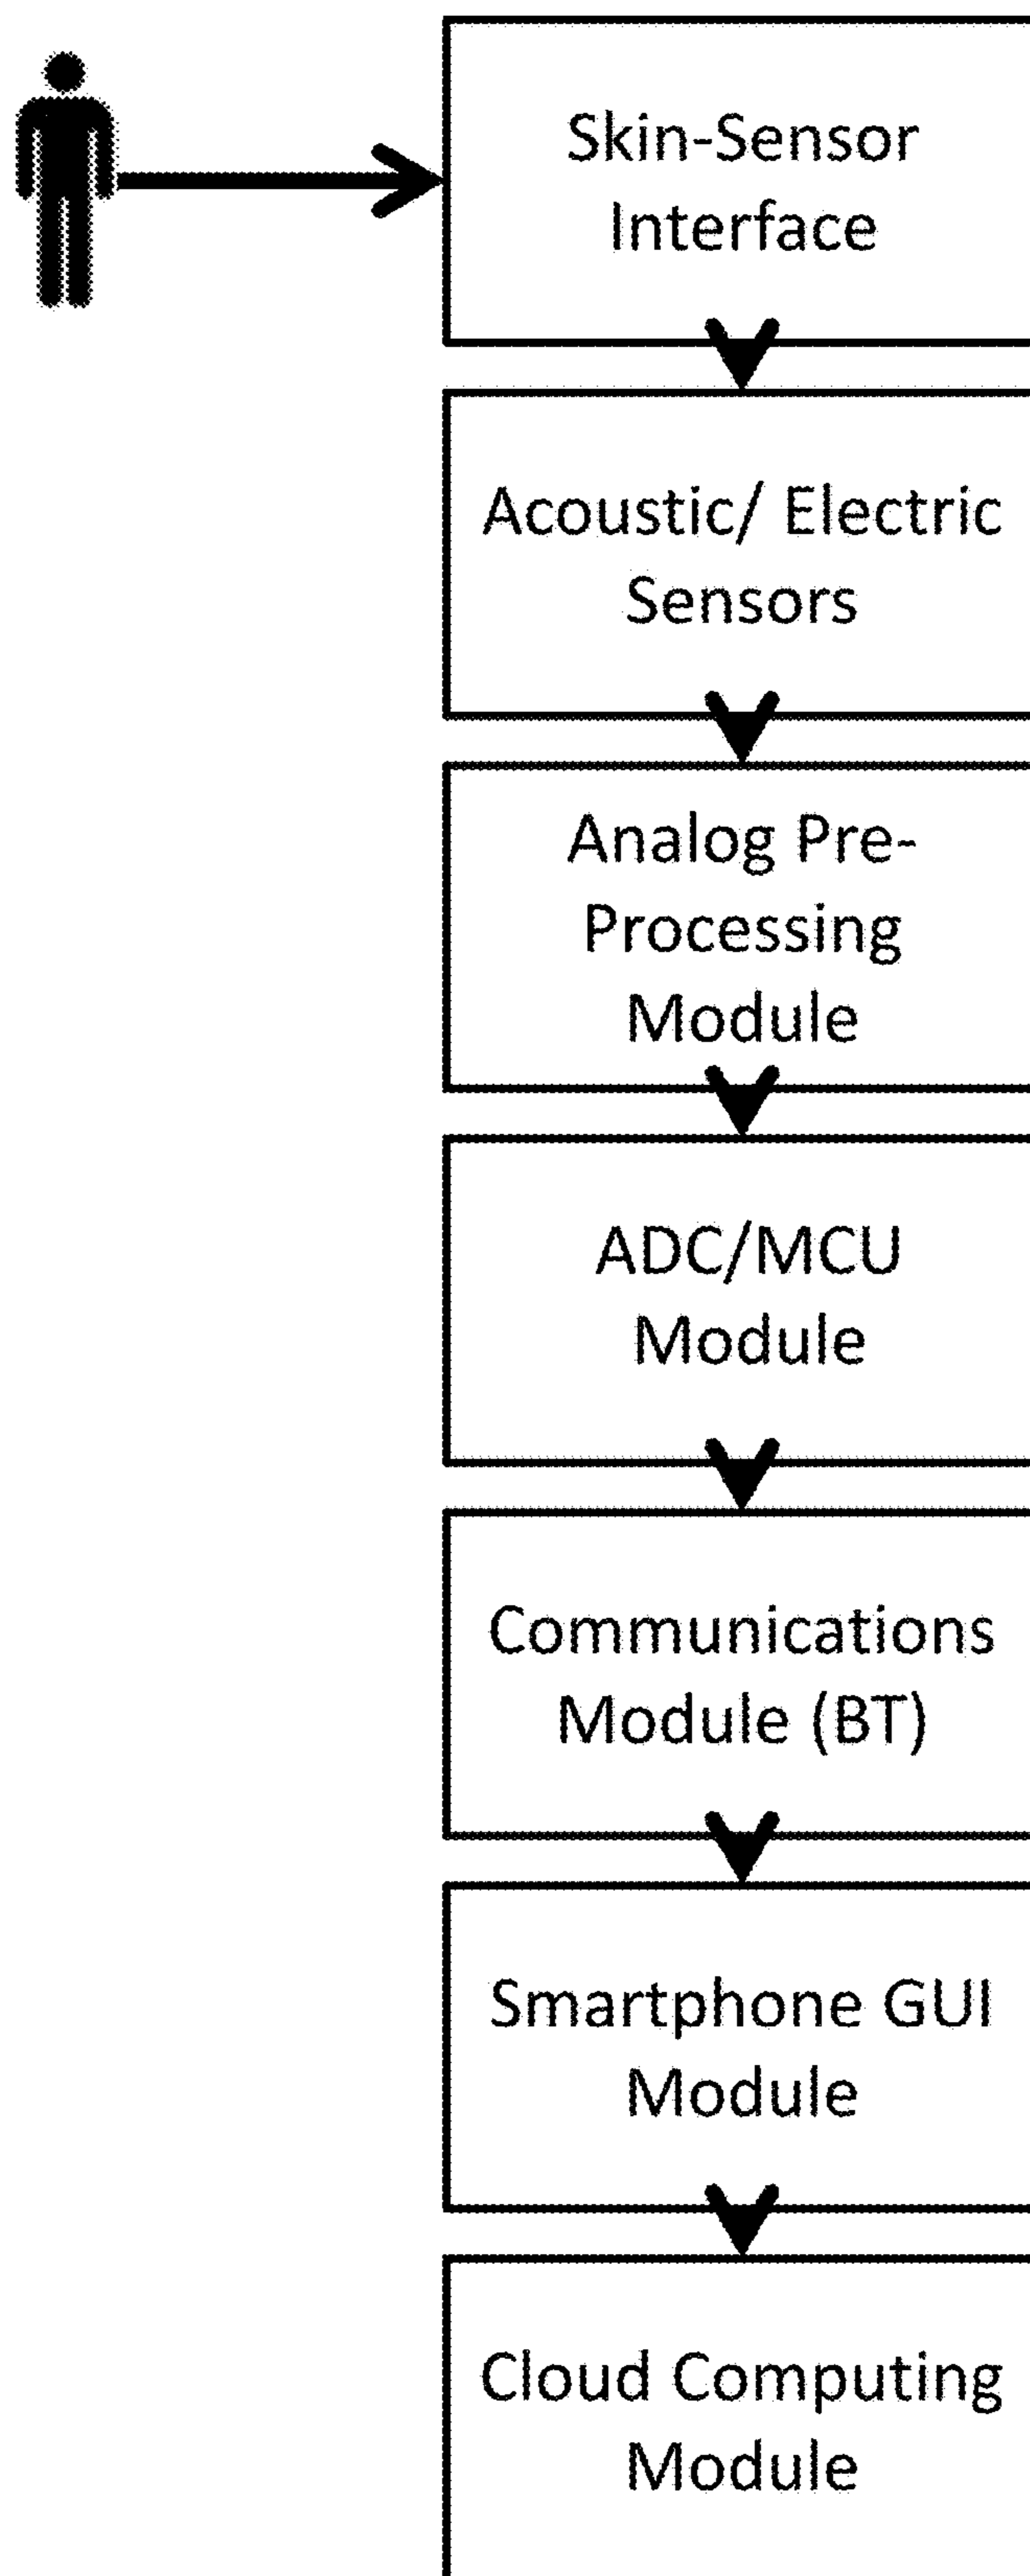 Skin-Sensor
Interface
Acoustic/ Electric
Sensors
Analog Pre-
Processing
Module
ADC/MCU
Module
Communications
Module (BT)
Smartphone GUI
Module
Cloud Computing
Module